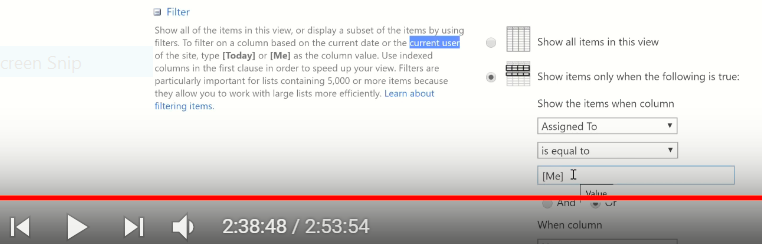 Filter
Show all of the items in this view, or display a subset of the items by using
filters. To filter on a column based on the current date or the current user
of the site, type [Today] or [Me] as the column value. Use indexed
columns in the first clause in order to speed up your view. Filters are
particularly important for lists containing 5,000 or more items because
they allow you to work with large lists more efficiently. Learn about
filtering items.
creen Snip
Show all items in this view
Show items only when the following is true:
Show the items when column
Assigned To
is equal to
[Me]
Value
And Or
When column
2:38:48 / 2:53:54